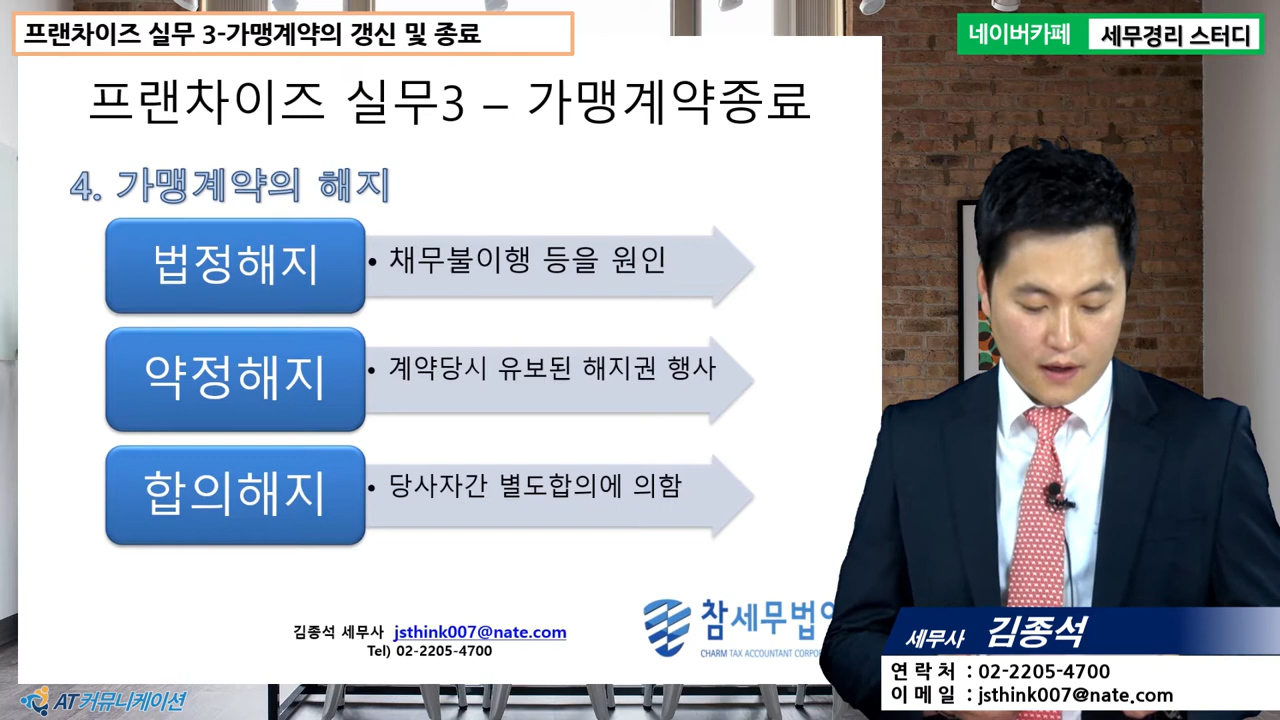 프랜차이즈 실무 3-가맹계약의 갱신 및 종료
네이버카페 세무경리 스터디
프랜차이즈 실무3 – 가맹계약종료
4. 가맹계약의 해지
법정해지
• 채무불이행 등을 원인
약정해지
• 계약당시 유보된 해지권 행사
합의해지
• 당사자간 별도합의에 의함
김종석 세무사 jsthink007@nate.com
Tel) 02-2205-4700
참세무법
CHARM TAX ACCOUNTANT
세무사 김종석
연 락 처 : 02-2205-4700
이 메 일 : jsthink007@nate.com
AT커뮤니케이션